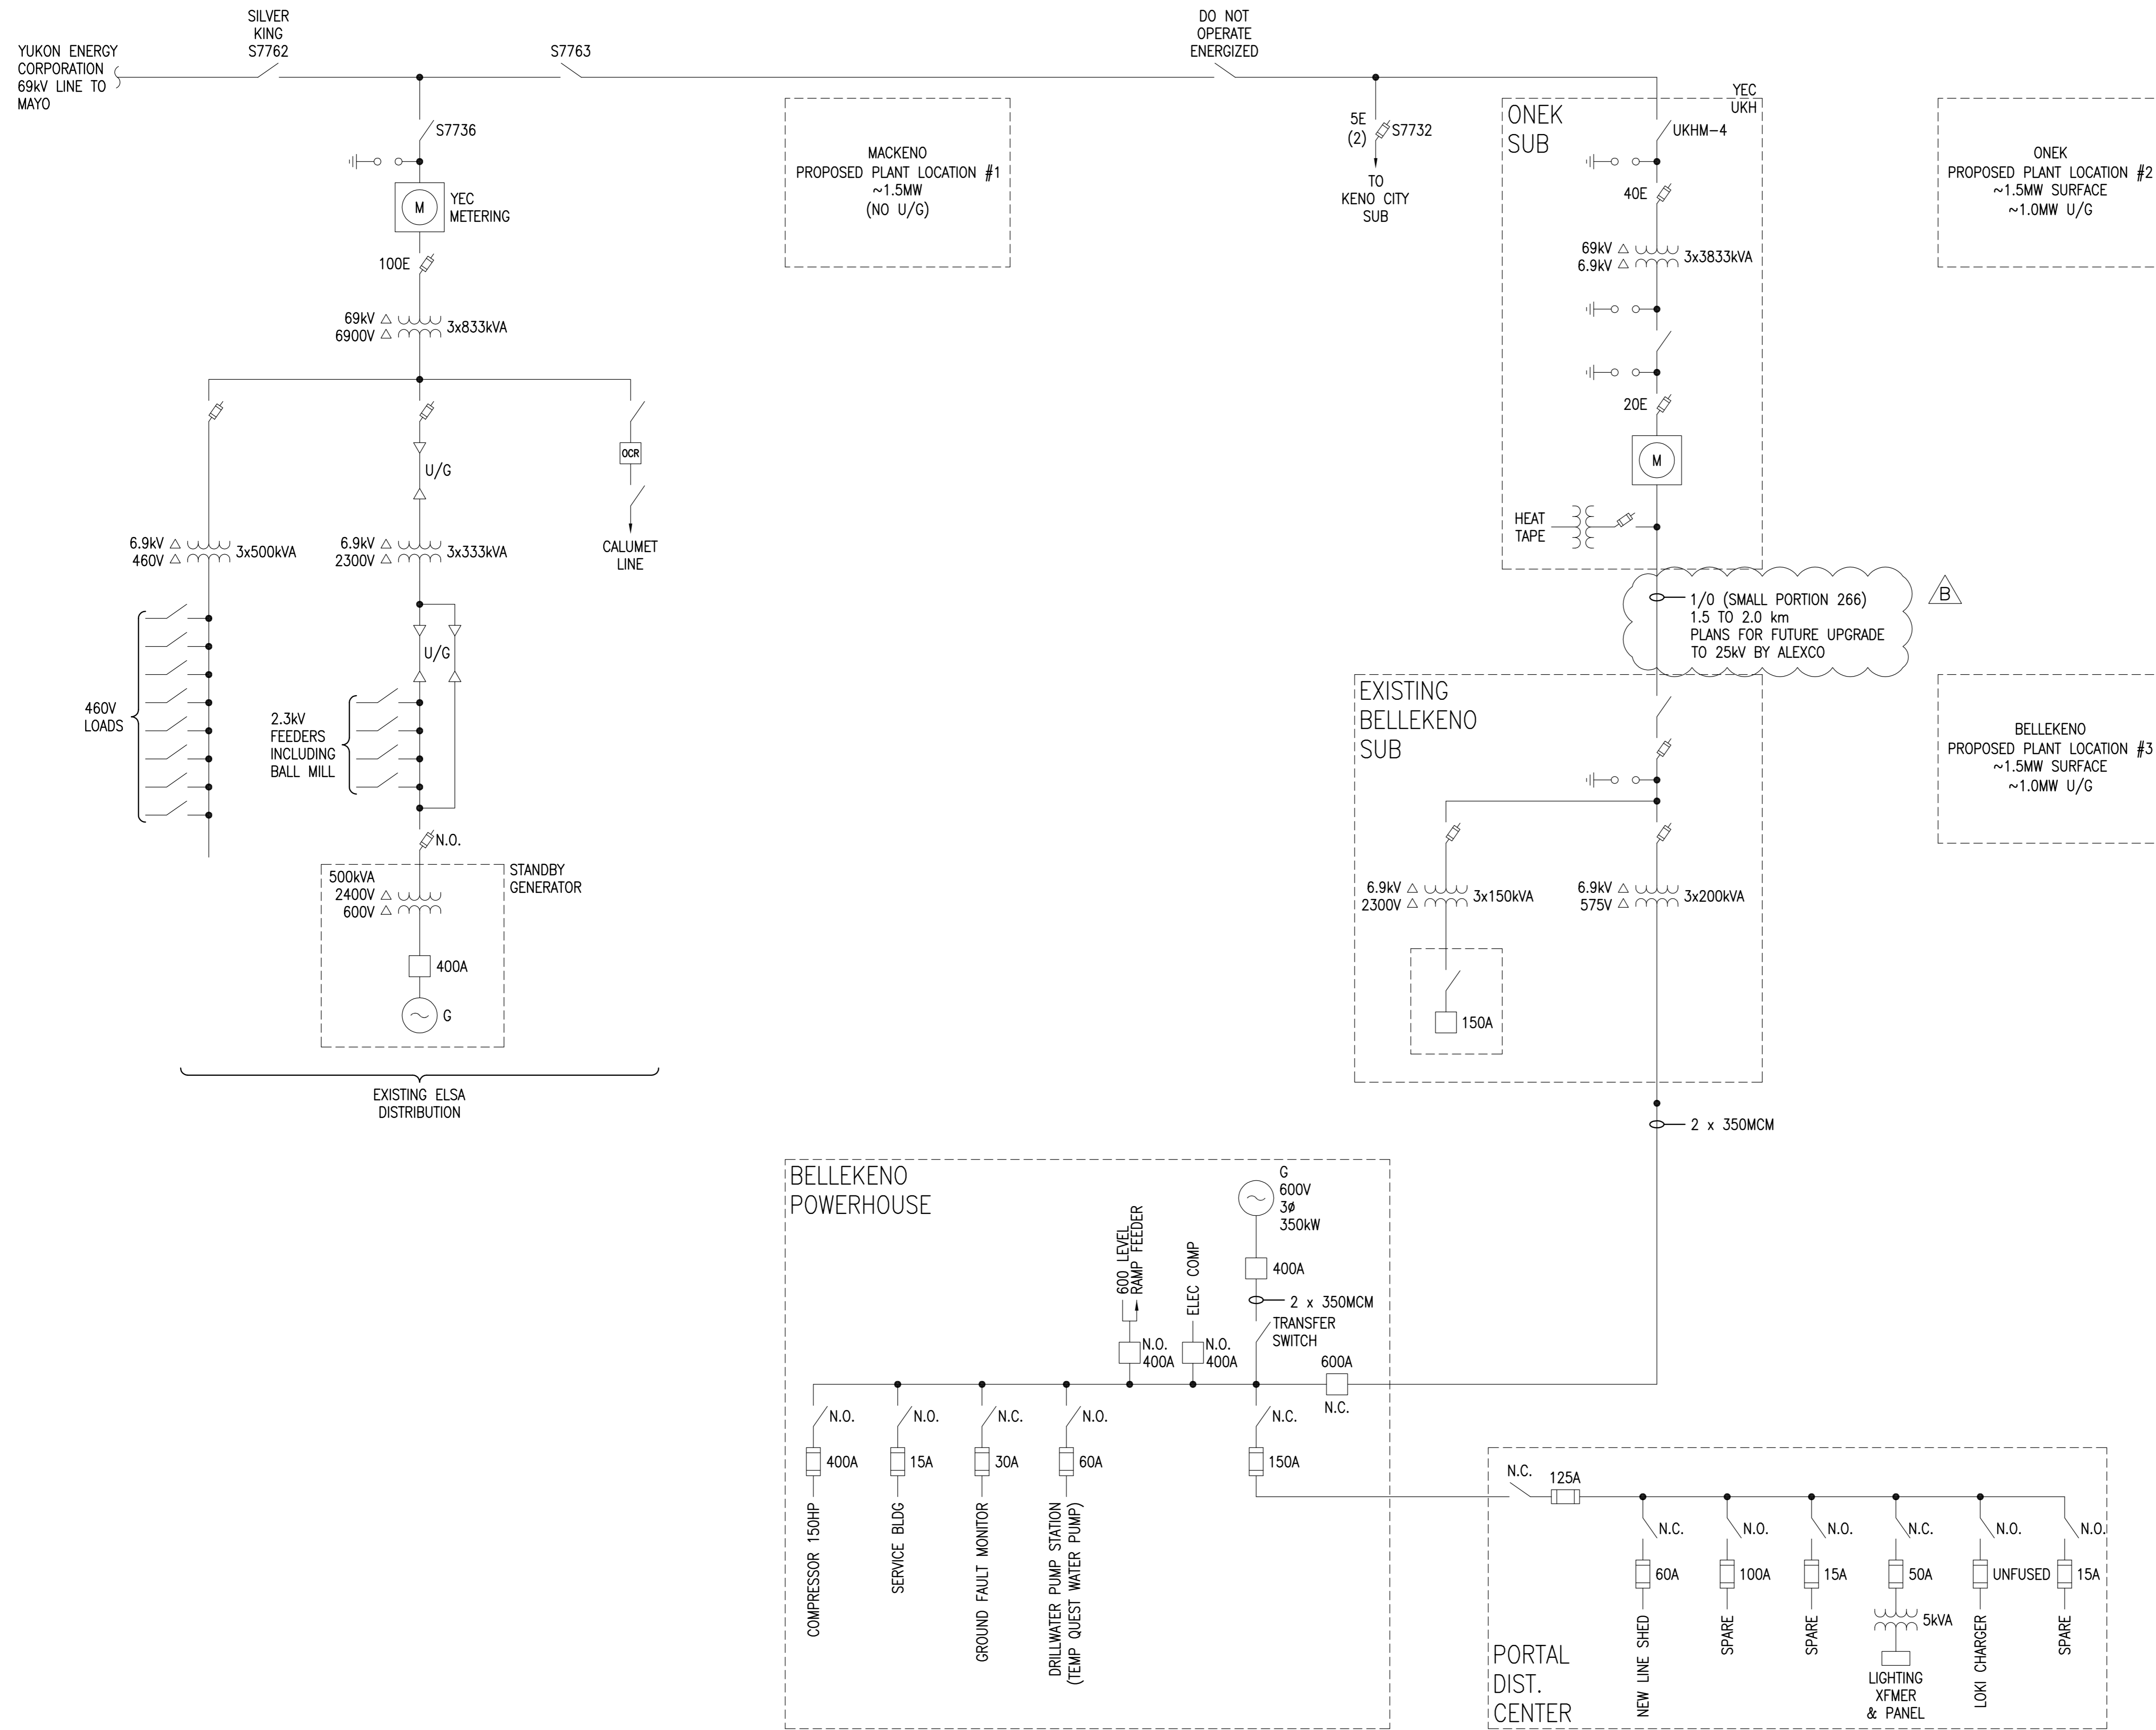 YUKON ENERGY
CORPORATION
69kV LINE TO
MAYO
SILVER
KING
S7762
S7763
DO NOT
OPERATE
ENERGIZED
S7736
YEC
METERING
M
100E
69kV
6900V
3x833kVA
U/G
OCR
CALUMET
LINE
6.9kV
460V
3x500kVA
6.9kV
2300V
3x333kVA
460V
LOADS
U/G
2.3kV
FEEDERS
INCLUDING
BALL MILL
N.O.
STANDBY
GENERATOR
500kVA
2400V
600V
400A
G
EXISTING ELSA
DISTRIBUTION
MACKENO
PROPOSED PLANT LOCATION #1
~1.5MW
(NO U/G)
5E
(2)
S7732
TO
KENO CITY
SUB
YEC
UKH
ONEK
SUB
UKHM-4
40E
69kV
6.9kV
3x3833kVA
20E
M
HEAT
TAPE
ONEK
PROPOSED PLANT LOCATION #2
~1.5MW SURFACE
~1.0MW U/G
1/0 (SMALL PORTION 266)
1.5 TO 2.0 km
PLANS FOR FUTURE UPGRADE
TO 25kV BY ALEXCO
B
EXISTING
BELLEKENO
SUB
6.9kV
2300V
3x150kVA
6.9kV
575V
3x200kVA
150A
BELLEKENO
PROPOSED PLANT LOCATION #3
~1.5MW SURFACE
~1.0MW U/G
2 x 350MCM
BELLEKENO
POWERHOUSE
G
600V
3ø
350kW
400A
2 x 350MCM
TRANSFER
SWITCH
600 LEVEL
RAMP FEEDER
N.O.
400A
ELEC COMP
N.O.
400A
600A
N.C.
N.O.
400A
COMPRESSOR 150HP
N.O.
15A
SERVICE BLDG
N.C.
30A
GROUND FAULT MONITOR
N.O.
60A
DRILLWATER PUMP STATION
(TEMP QUEST WATER PUMP)
N.C.
150A
PORTAL
DIST.
CENTER
N.C.
125A
N.C.
60A
NEW LINE SHED
N.O.
100A
SPARE
N.O.
15A
SPARE
N.C.
50A
5kVA
LIGHTING
XFMER
& PANEL
N.O.
UNFUSED
LOKI CHARGER
N.O.
15A
SPARE